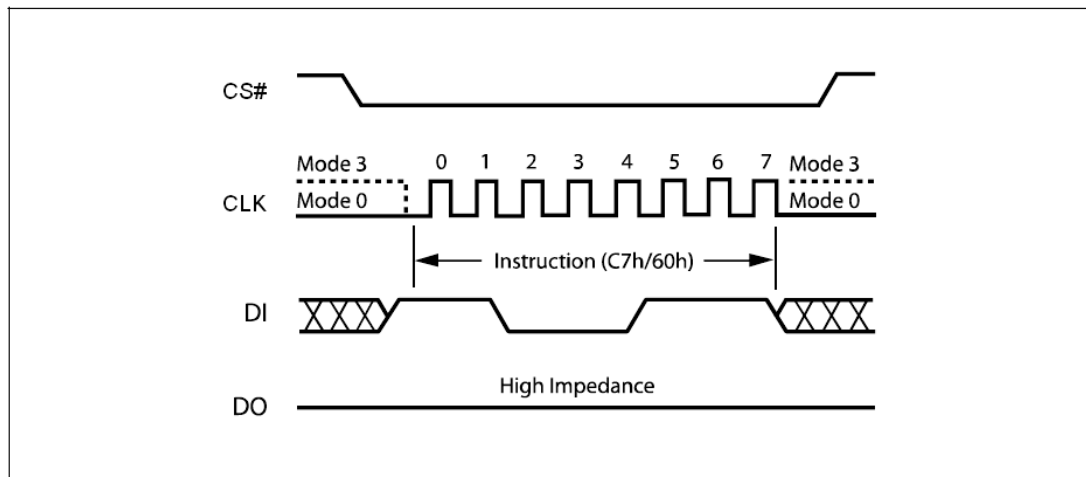 CS#
Mode 3 0 1 2 3 4 5 6 7 Mode 3
CLK Mode 0 Mode 0
Instruction (C7h/60h)
DI
High Impedance
DO